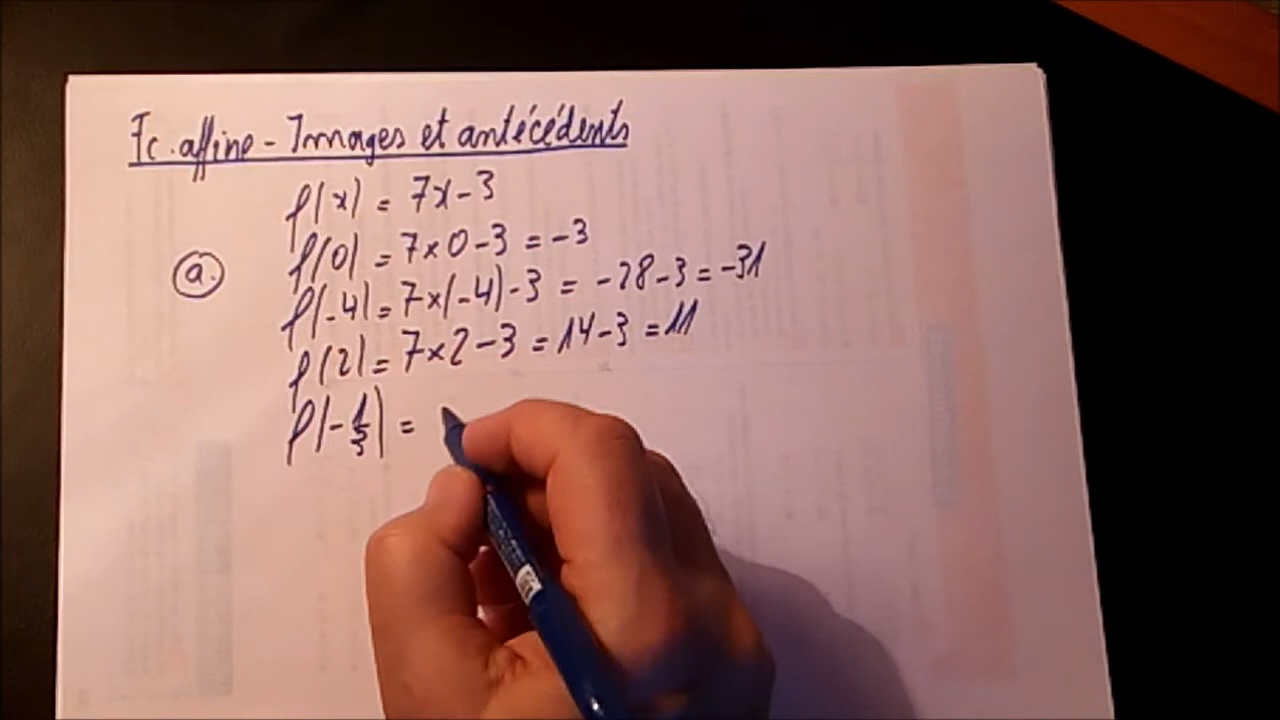 Fc. affine - Images et antécédents
f(x) = 7x - 3
a. f(0) = 7 × 0 - 3 = -3
f(-4) = 7 × (-4) - 3 = -28 - 3 = -31
f(2) = 7 × 2 - 3 = 14 - 3 = 11
f(-1/3) =